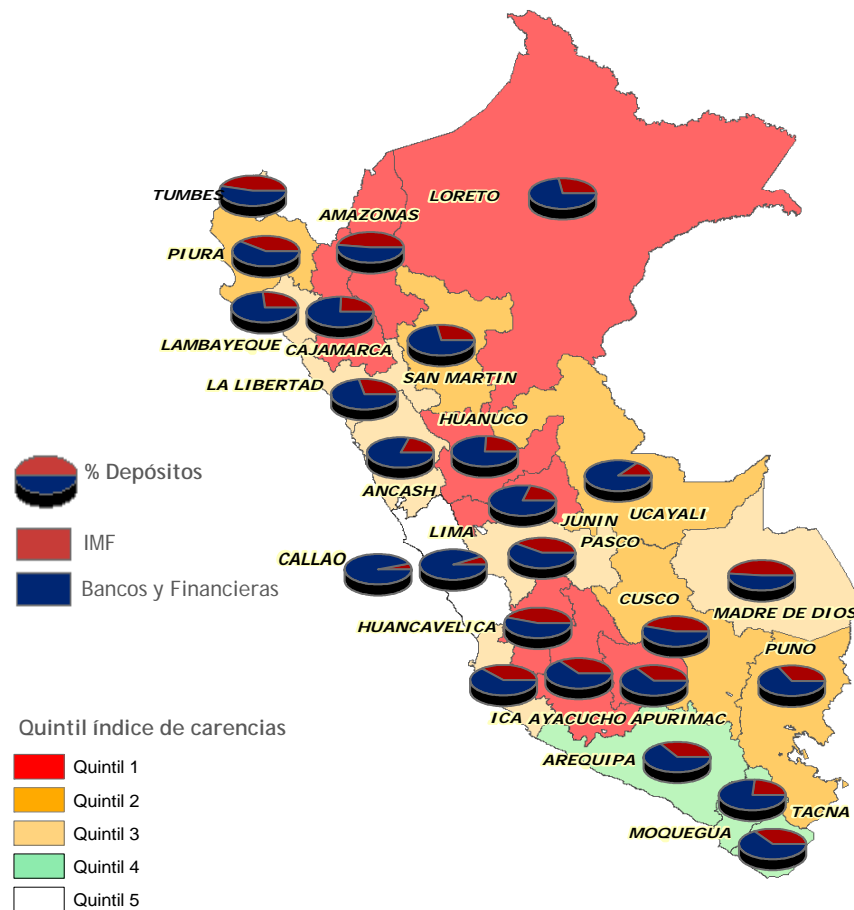 TUMBES
LORETO
AMAZONAS
PIURA
LAMBAYEQUE
CAJAMARCA
SAN MARTIN
LA LIBERTAD
HUANUCO
ANCASH
UCAYALI
JUNIN
LIMA
PASCO
CALLAO
CUSCO
MADRE DE DIOS
HUANCAVELICA
PUNO
ICA
AYACUCHO
APURIMAC
AREQUIPA
TACNA
MOQUEGUA
% Depósitos
IMF
Bancos y Financieras
Quintil índice de carencias
Quintil 1
Quintil 2
Quintil 3
Quintil 4
Quintil 5